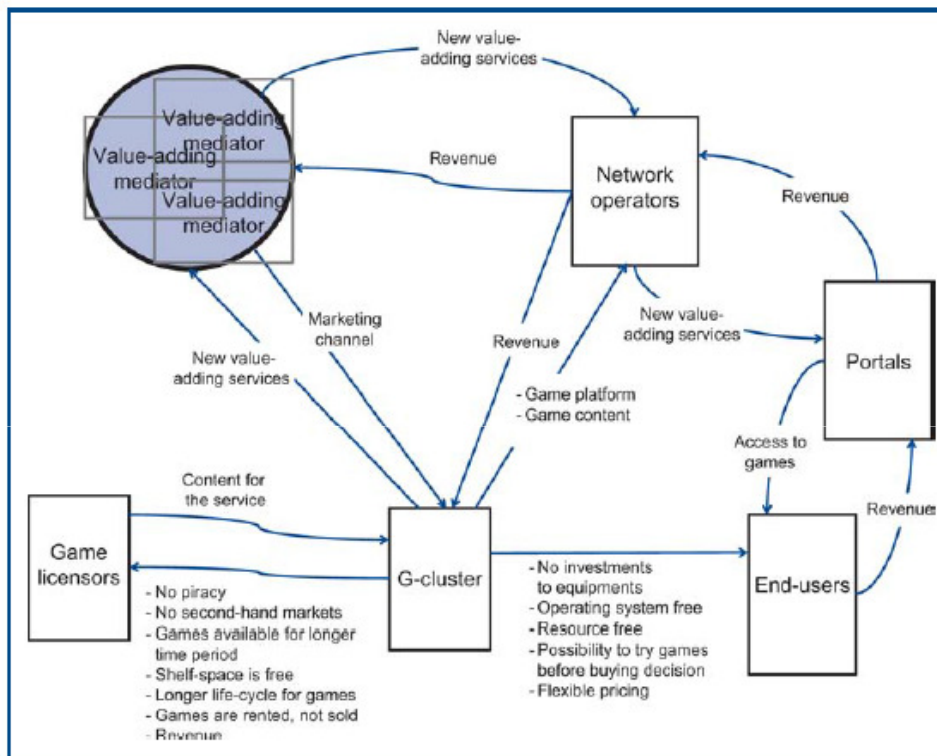 New value-
adding services
Value-adding
mediator
Value-adding
mediator
Value-adding
mediator
Revenue
Network
operators
Revenue
Marketing
channel
New value-
adding services
Revenue
New value-
adding services
Portals
- Game platform
- Game content
Access to
games
Content for
the service
Revenue
Game
licensors
G-cluster
End-users
- No piracy
- No second-hand markets
- Games available for longer
time period
- Shelf-space is free
- Longer life-cycle for games
- Games are rented, not sold
- Revenue
- No investments
to equipments
- Operating system free
- Resource free
- Possibility to try games
before buying decision
- Flexible pricing